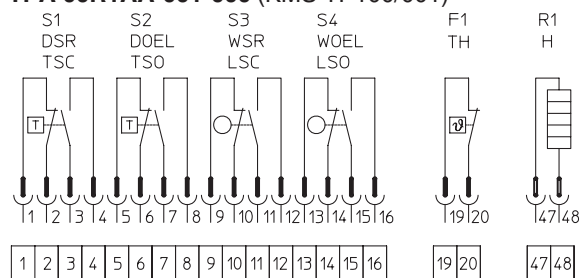 S1 S2 S3 S4 F1 R1
DSR DOEL WSR WOEL TH H
TSC TSO LSC LSO
T T ϑ
1 2 3 4 5 6 7 8 9 10 11 12 13 14 15 16 19 20 47 48
1 2 3 4 5 6 7 8 9 10 11 12 13 14 15 16 19 20 47 48